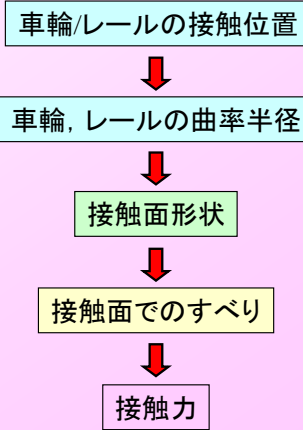 車輪/レールの接触位置
車輪, レールの曲率半径
接触面形状
接触面でのすべり
接触力